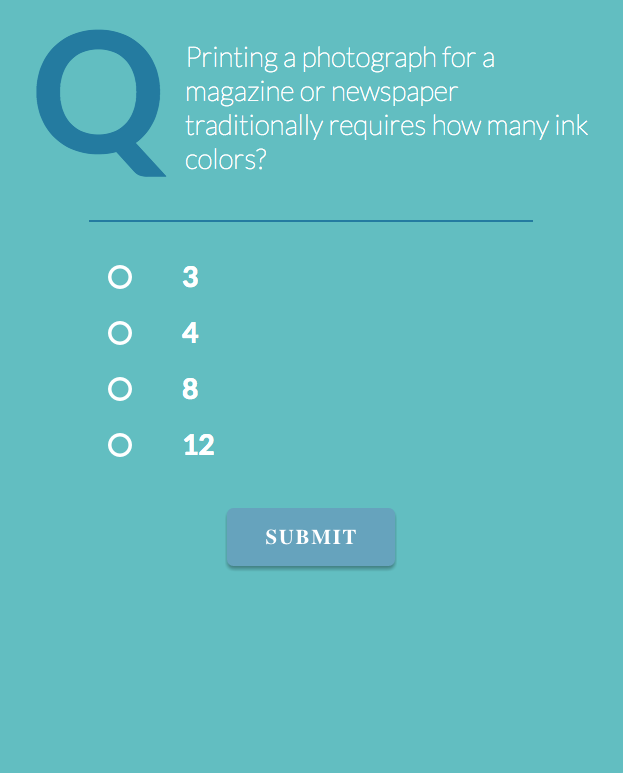 Q
Printing a photograph for a
magazine or newspaper
traditionally requires how many ink
colors?
3
4
8
12
SUBMIT